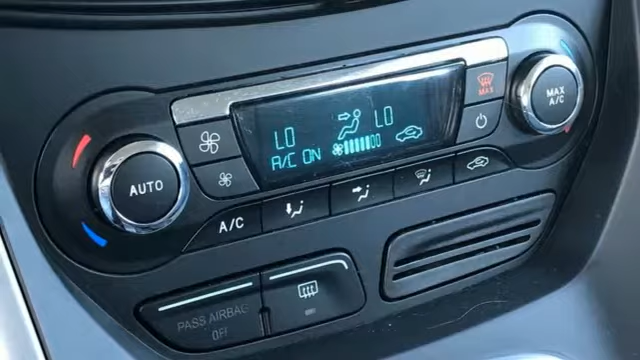 LO LO
A/C ON
MAX
MAX
A/C
AUTO
A/C
PASS AIRBAG
OFF